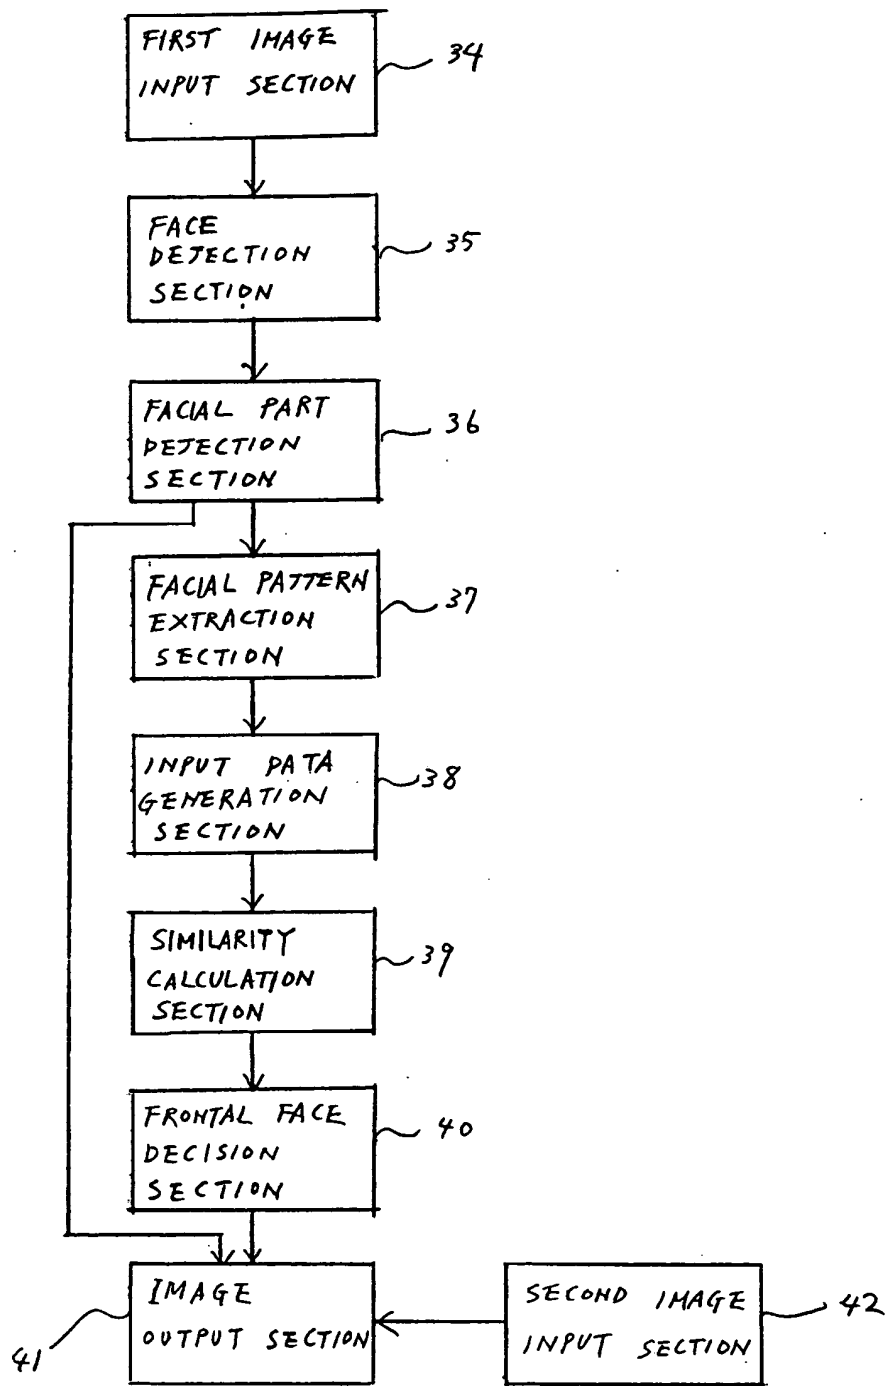 FIRST IMAGE
INPUT SECTION
34
FACE
DEJECTION
SECTION
35
FACIAL PART
DEJECTION
SECTION
36
FACIAL PATTERN
EXTRACTION
SECTION
37
INPUT DATA
GENERATION
SECTION
38
SIMILARITY
CALCULATION
SECTION
39
FRONTAL FACE
DECISION
SECTION
40
IMAGE
OUTPUT SECTION
41
SECOND IMAGE
INPUT SECTION
42